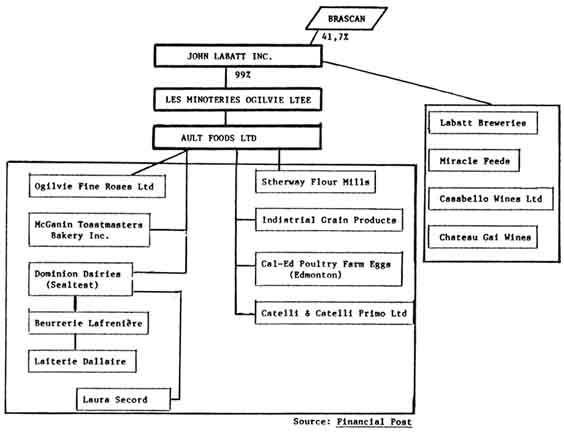 BRASCAN
41,7%
JOHN LABATT INC.
99%
LES MINOTERIES OGILVIE LTEE
AULT FOODS LTD
Ogilvie Fine Roses Ltd
McGanin Toastmasters
Bakery Inc.
Dominion Dairies
(Sealtest)
Beurrerie Lafrenière
Laiterie Dallaire
Laura Secord
Stherway Flour Mills
Indistrial Grain Products
Cal-Ed Poultry Farm Eggs
(Edmonton)
Catelli & Catelli Primo Ltd
Labatt Breweries
Miracle Feeds
Casabello Wines Ltd
Chateau Gai Wines
Source: Financial Post